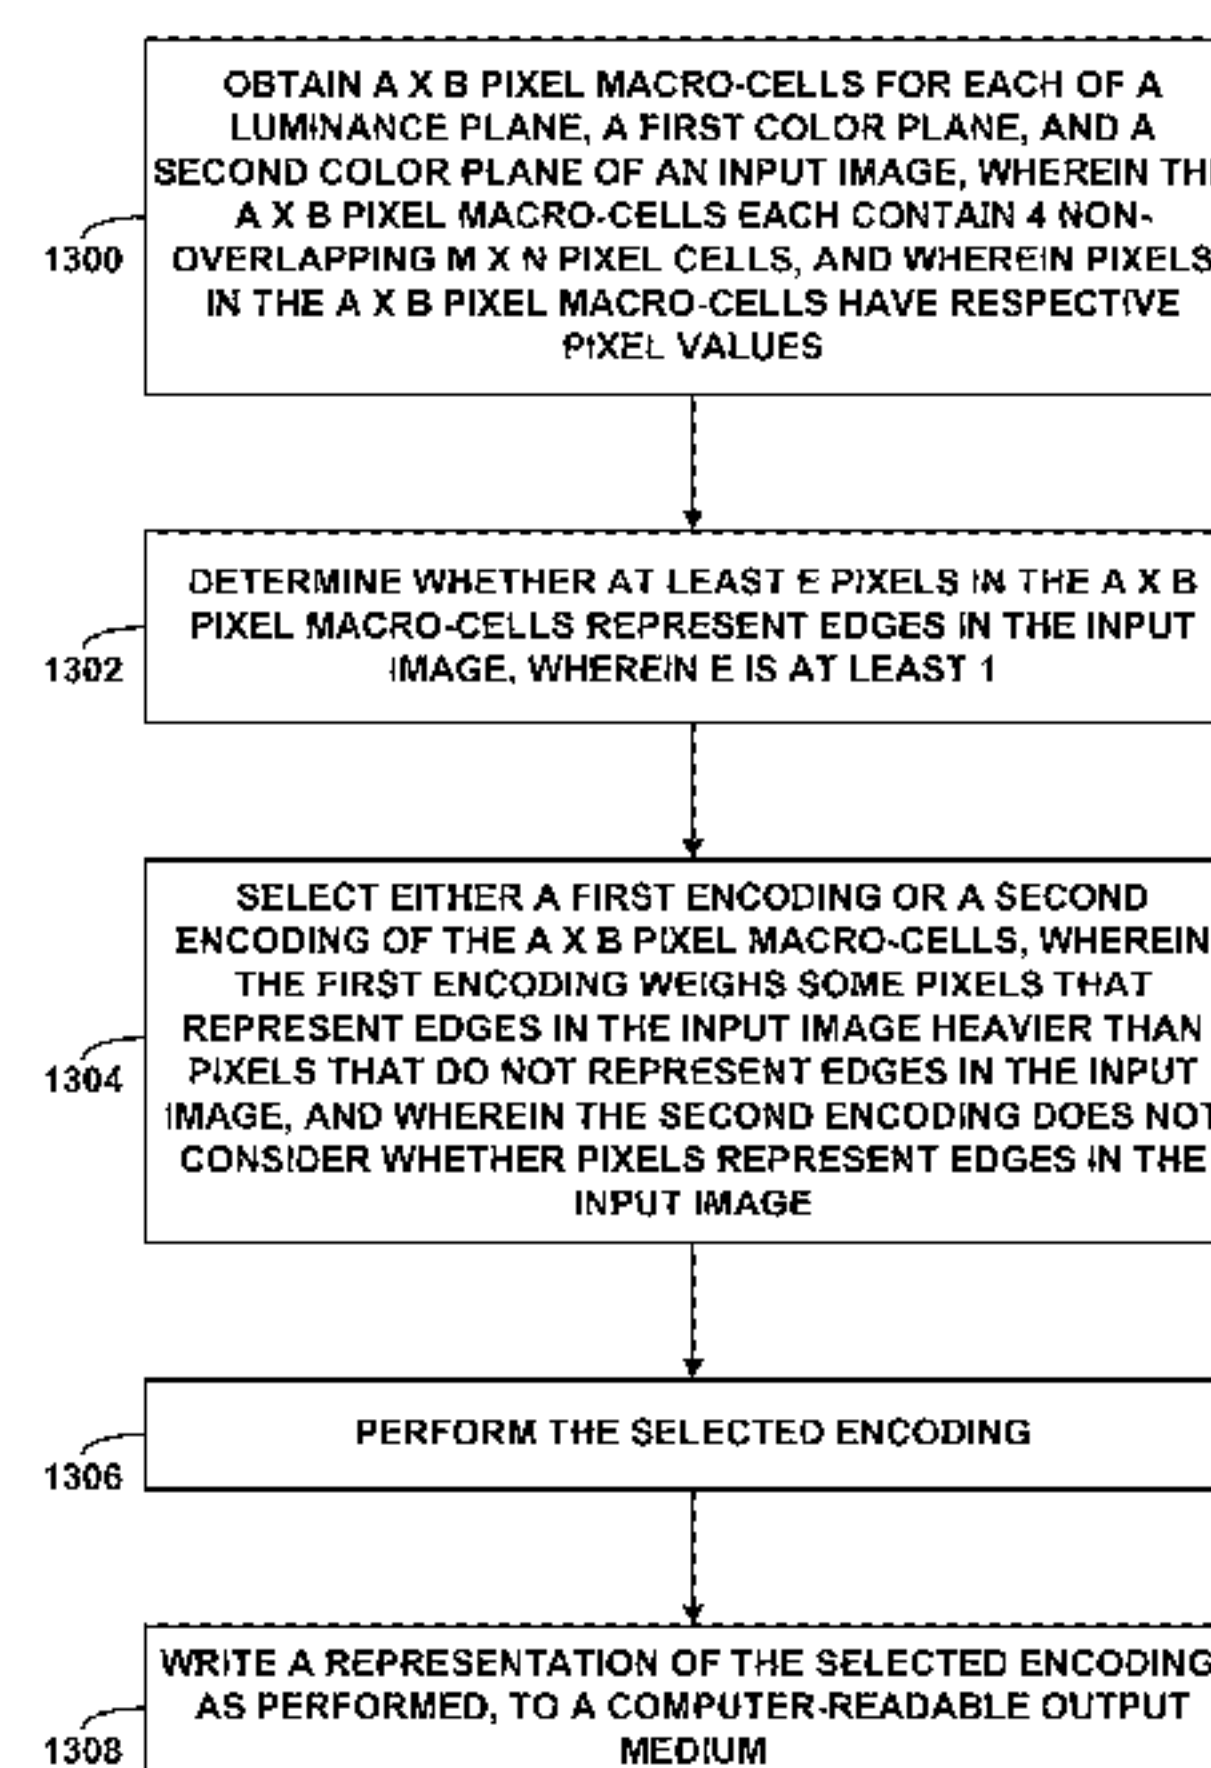 OBTAIN A X B PIXEL MACRO-CELLS FOR EACH OF A
LUMINANCE PLANE, A FIRST COLOR PLANE, AND A
SECOND COLOR PLANE OF AN INPUT IMAGE, WHEREIN
A X B PIXEL MACRO-CELLS EACH CONTAIN 4 NON-
1300
OVERLAPPING M X N PIXEL CELLS, AND WHEREIN PIXELS
IN THE A X B PIXEL MACRO-CELLS HAVE RESPECTIVE
PIXEL VALUES
DETERMINE WHETHER AT LEAST E PIXELS IN THE A X B
PIXEL MACRO-CELLS REPRESENT EDGES IN THE INPUT
1302
IMAGE, WHEREIN E IS AT LEAST 1
SELECT EITHER A FIRST ENCODING OR A SECOND
ENCODING OF THE A X B PIXEL MACRO-CELLS, WHEREIN
THE FIRST ENCODING WEIGHS SOME PIXELS THAT
REPRESENT EDGES IN THE INPUT IMAGE HEAVIER THAN
1304
PIXELS THAT DO NOT REPRESENT EDGES IN THE INPUT
IMAGE, AND WHEREIN THE SECOND ENCODING DOES NOT
CONSIDER WHETHER PIXELS REPRESENT EDGES IN THE
INPUT IMAGE
PERFORM THE SELECTED ENCODING
1306
WRITE A REPRESENTATION OF THE SELECTED ENCODING
AS PERFORMED, TO A COMPUTER-READABLE OUTPUT
1308
MEDIUM